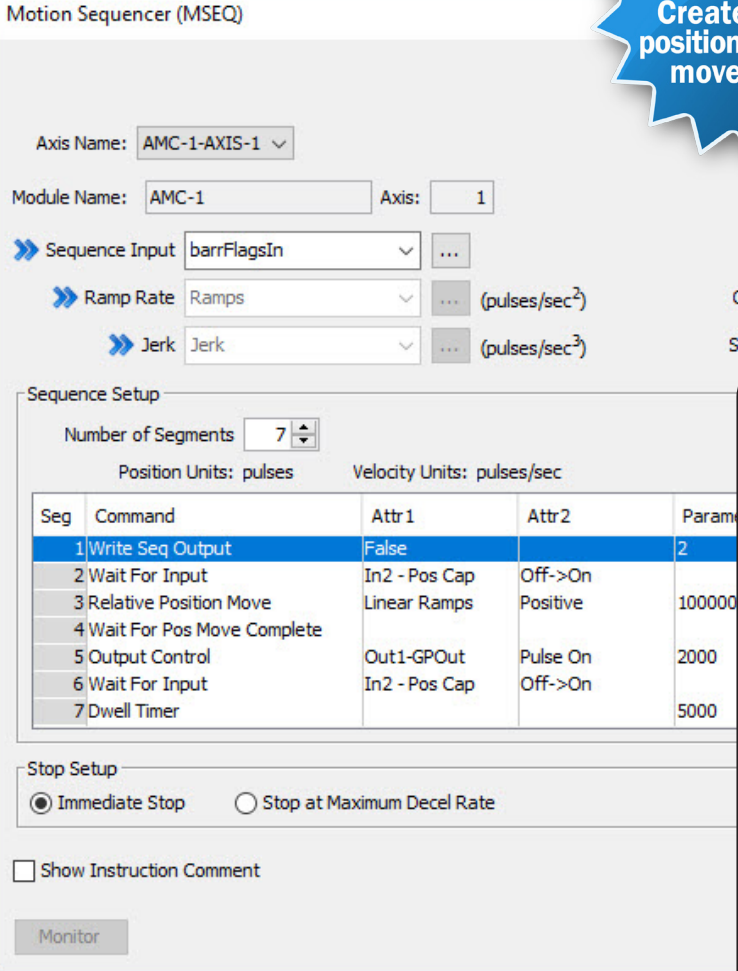 Motion Sequencer (MSEQ)
Create
position
move
Axis Name: AMC-1-AXIS-1
Module Name: AMC-1 Axis: 1
Sequence Input barrFlagsIn ...
Ramp Rate Ramps ... (pulses/sec²)
Jerk Jerk ... (pulses/sec³)
Sequence Setup
Number of Segments 7
Position Units: pulses Velocity Units: pulses/sec
Seg Command Attr1 Attr2 Param
1 Write Seq Output False 2
2 Wait For Input In2 - Pos Cap Off->On
3 Relative Position Move Linear Ramps Positive 100000
4 Wait For Pos Move Complete
5 Output Control Out1-GPOut Pulse On 2000
6 Wait For Input In2 - Pos Cap Off->On
7 Dwell Timer 5000
Stop Setup
Immediate Stop Stop at Maximum Decel Rate
Show Instruction Comment
Monitor